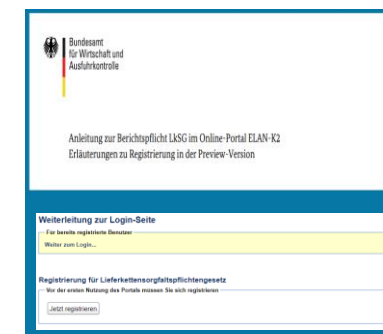 Bundesamt
für Wirtschaft und
Ausfuhrkontrolle
Anleitung zur Berichtspflicht LkSG im Online-Portal ELAN-K2
Erläuterungen zu Registrierung in der Preview-Version
Weiterleitung zur Login-Seite
Für bereits registrierte Benutzer
Weiter zum Login...
Registrierung für Lieferkettensorgfaltspflichtengesetz
Vor der ersten Nutzung des Portals müssen Sie sich registrieren
Jetzt registrieren